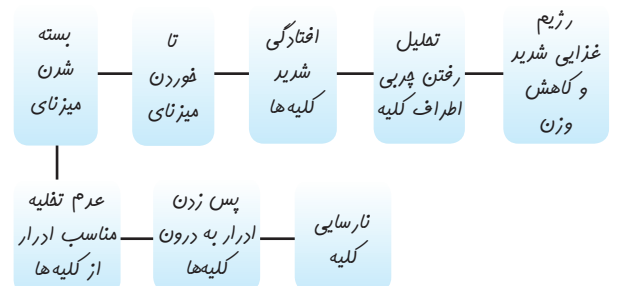 رژیم
غذایی شدید
و کاهش
وزن
تحلیل
رفتن چربی
اطراف کلیه
افتادگی
شدید
کلیه‌ها
تا
خوردن
میزنای
بسته
شدن
میزنای
عدم تخلیه
مناسب ادرار
از کلیه‌ها
پس زدن
ادرار به درون
کلیه‌ها
نارسایی
کلیه